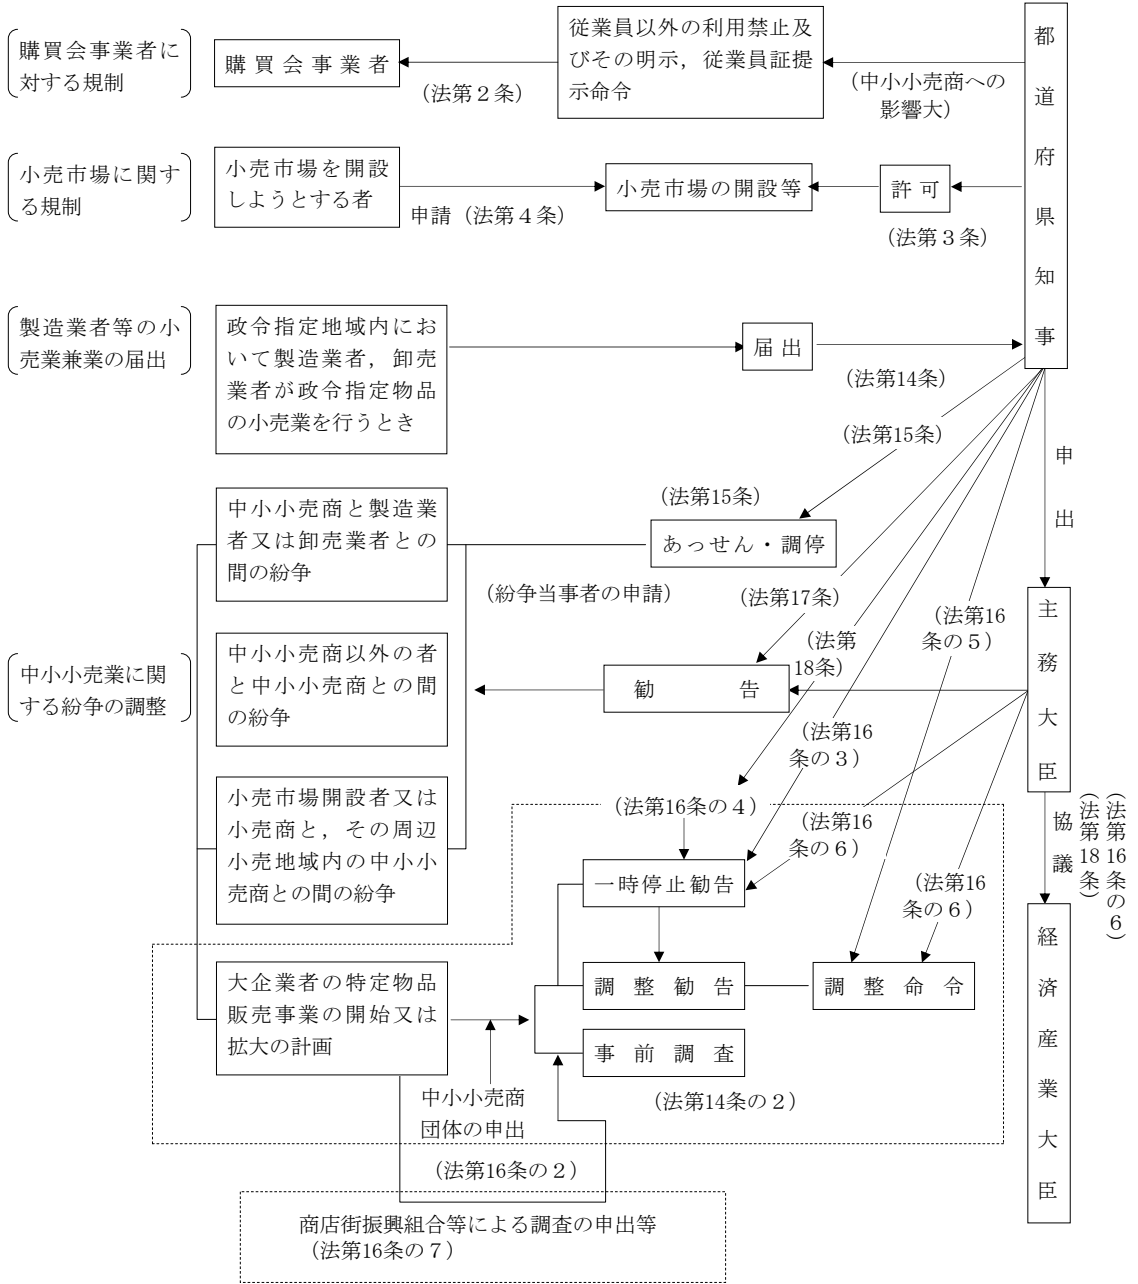 購買会事業者に
対する規制
購買会事業者
(法第２条)
従業員以外の利用禁止及
びその明示，従業員証提
示命令
(中小小売商への
影響大)
都道府県知事
小売市場に関す
る規制
小売市場を開設
しようとする者
申請（法第４条）
小売市場の開設等
許可
(法第３条)
製造業者等の小
売業兼業の届出
政令指定地域内にお
いて製造業者，卸売
業者が政令指定物品
の小売業を行うとき
届出
(法第14条)
(法第15条)
申出
中小小売商と製造業
者又は卸売業者との
間の紛争
(法第15条)
あっせん・調停
(紛争当事者の申請)
(法第17条)
(法第
18条)
(法第16
条の５)
主務大臣
中小小売業に関
する紛争の調整
中小小売商以外の者
と中小小売商との間
の紛争
勧告
(法第16
条の３)
小売市場開設者又は
小売商と，その周辺
小売地域内の中小小
売商との間の紛争
(法第16条の４)
(法第16
条の６)
協議
(法第18条)
(法第16条の６)
一時停止勧告
(法第16
条の６)
経済産業大臣
大企業者の特定物品
販売事業の開始又は
拡大の計画
調整勧告
調整命令
事前調査
(法第14条の２)
中小小売商
団体の申出
(法第16条の２)
商店街振興組合等による調査の申出等
(法第16条の７)